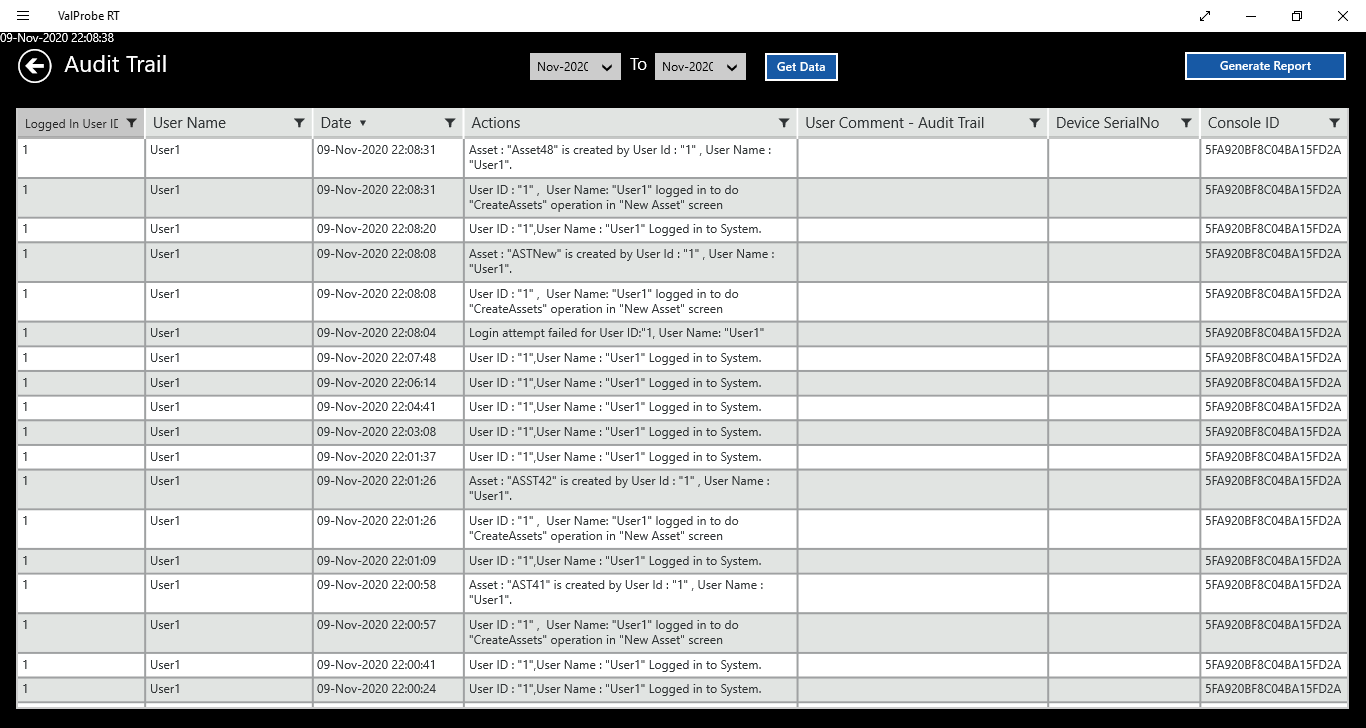 ValProbe RT
09-Nov-2020 22:08:38
Audit Trail
Nov-202
To
Nov-202
Get Data
Generate Report
Logged In User
User Name
Date
Actions
User Comment - Audit Trail
Device SerialNo
Console ID
1 User1 09-Nov-2020 22:08:31 Asset : "Asset48" is created by User Id : "1" , User Name : 5FA920BF8C04BA15FD2A
"User1".
1 User1 09-Nov-2020 22:08:31 User ID : "1" , User Name: "User1" logged in to do 5FA920BF8C04BA15FD2A
"CreateAssets" operation in "New Asset" screen
1 User1 09-Nov-2020 22:08:20 User ID : "1",User Name : "User1" Logged in to System. 5FA920BF8C04BA15FD2A
1 User1 09-Nov-2020 22:08:08 Asset : "ASTNew" is created by User Id : "1" , User Name : 5FA920BF8C04BA15FD2A
"User1".
1 User1 09-Nov-2020 22:08:08 User ID : "1" , User Name: "User1" logged in to do 5FA920BF8C04BA15FD2A
"CreateAssets" operation in "New Asset" screen
1 User1 09-Nov-2020 22:08:04 Login attempt failed for User ID:"1, User Name: "User1" 5FA920BF8C04BA15FD2A
1 User1 09-Nov-2020 22:07:48 User ID : "1",User Name : "User1" Logged in to System. 5FA920BF8C04BA15FD2A
1 User1 09-Nov-2020 22:06:14 User ID : "1",User Name : "User1" Logged in to System. 5FA920BF8C04BA15FD2A
1 User1 09-Nov-2020 22:04:41 User ID : "1",User Name : "User1" Logged in to System. 5FA920BF8C04BA15FD2A
1 User1 09-Nov-2020 22:03:08 User ID : "1",User Name : "User1" Logged in to System. 5FA920BF8C04BA15FD2A
1 User1 09-Nov-2020 22:01:37 User ID : "1",User Name : "User1" Logged in to System. 5FA920BF8C04BA15FD2A
1 User1 09-Nov-2020 22:01:26 Asset : "ASST42" is created by User Id : "1" , User Name : 5FA920BF8C04BA15FD2A
"User1".
1 User1 09-Nov-2020 22:01:26 User ID : "1" , User Name: "User1" logged in to do 5FA920BF8C04BA15FD2A
"CreateAssets" operation in "New Asset" screen
1 User1 09-Nov-2020 22:01:09 User ID : "1",User Name : "User1" Logged in to System. 5FA920BF8C04BA15FD2A
1 User1 09-Nov-2020 22:00:58 Asset : "AST41" is created by User Id : "1" , User Name : 5FA920BF8C04BA15FD2A
"User1".
1 User1 09-Nov-2020 22:00:57 User ID : "1" , User Name: "User1" logged in to do 5FA920BF8C04BA15FD2A
"CreateAssets" operation in "New Asset" screen
1 User1 09-Nov-2020 22:00:41 User ID : "1",User Name : "User1" Logged in to System. 5FA920BF8C04BA15FD2A
1 User1 09-Nov-2020 22:00:24 User ID : "1",User Name : "User1" Logged in to System. 5FA920BF8C04BA15FD2A